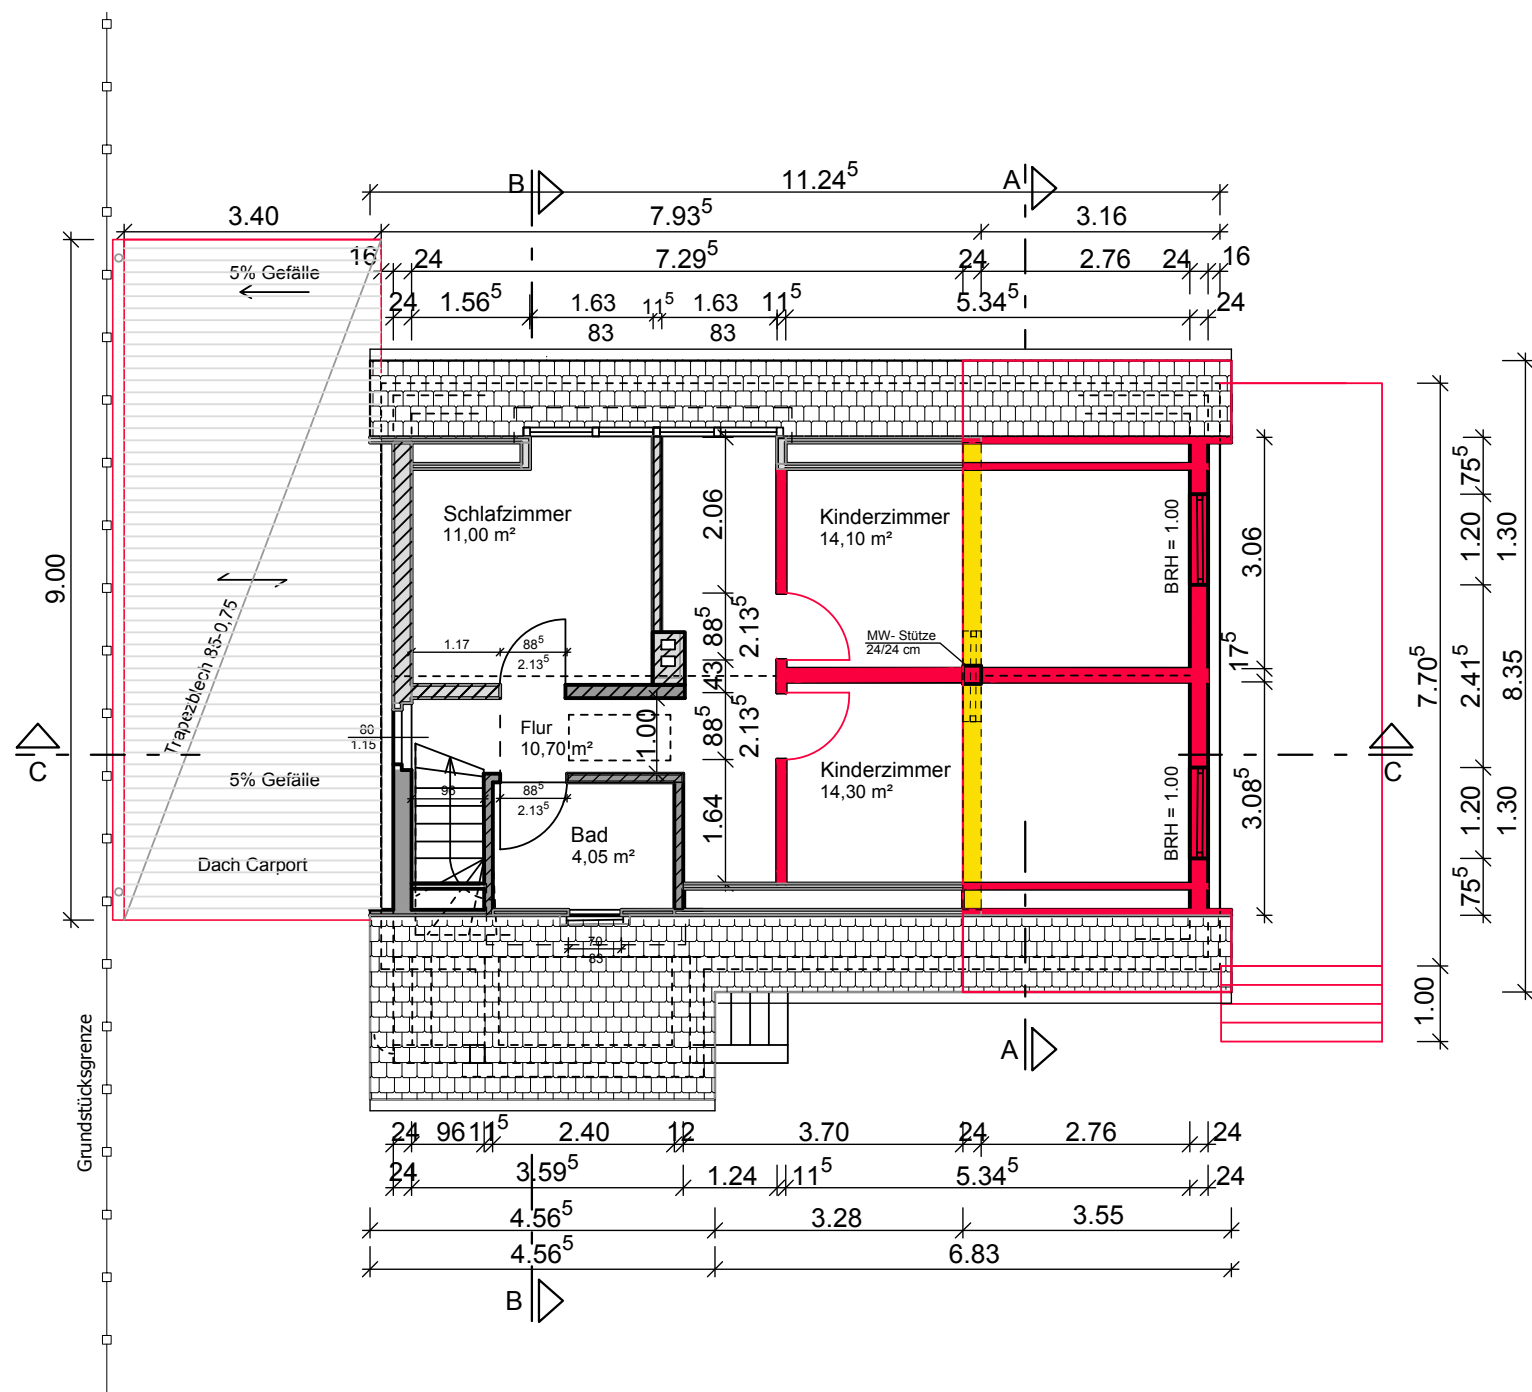 B
11.24⁵
A
3.40
7.93⁵
3.16
16
24
7.29⁵
24
2.76
24
16
5% Gefälle
24
1.56⁵
1.63
11⁵
1.63
11⁵
5.34⁵
24
83
83
Schlafzimmer
11,00 m²
Kinderzimmer
14,10 m²
2.06
BRH = 1.00
3.06
75⁵
1.20
1.30
9.00
Trapezblech 85-0,75
1.17
88⁵
2.13⁵
88⁵
2.13⁵
MW- Stütze
24/24 cm
43
17⁵
7.70⁵
2.41⁵
8.35
80
1.15
Flur
10,70 m²
1.00
88⁵
2.13⁵
C
C
5% Gefälle
96
88⁵
2.13⁵
Kinderzimmer
14,30 m²
1.64
BRH = 1.00
3.08⁵
1.20
1.30
Bad
4,05 m²
Dach Carport
75⁵
70
83
1.00
Grundstücksgrenze
A
24
96
11⁵
2.40
12
3.70
24
2.76
24
24
3.59⁵
1.24
11⁵
5.34⁵
24
4.56⁵
3.28
3.55
4.56⁵
6.83
B